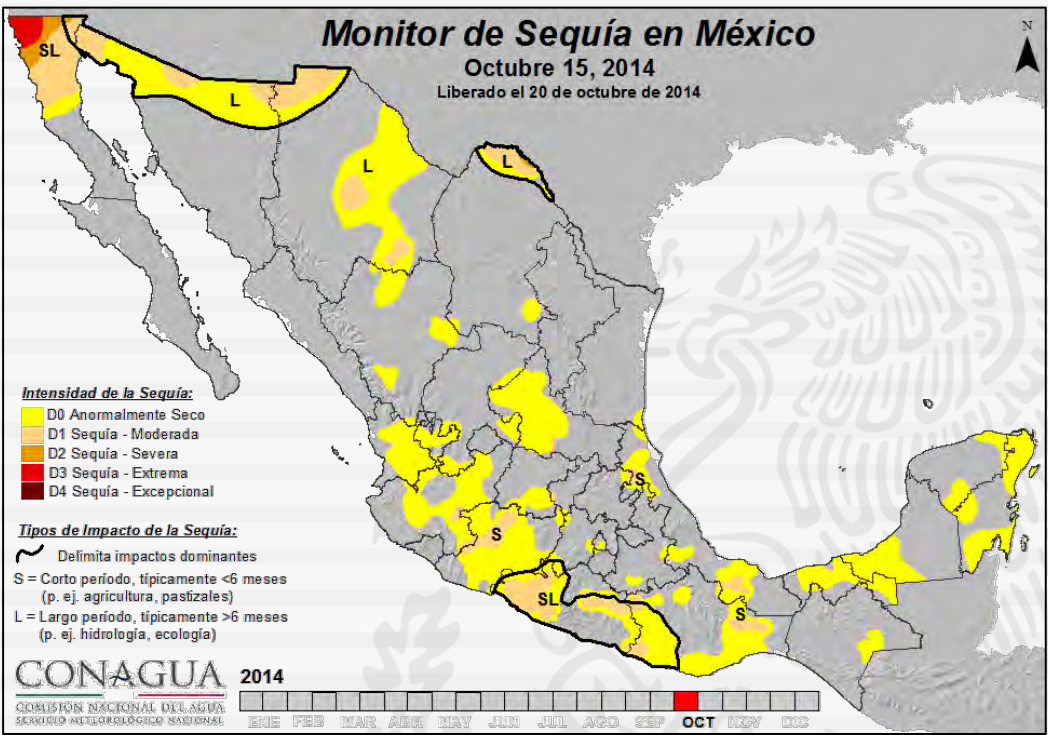 Monitor de Sequía en México
Octubre 15, 2014
Liberado el 20 de octubre de 2014
N
SL
L
L
L
S
S
SL
S
Intensidad de la Sequía:
D0 Anormalmente Seco
D1 Sequía - Moderada
D2 Sequía - Severa
D3 Sequía - Extrema
D4 Sequía - Excepcional
Tipos de Impacto de la Sequía:
Delimita impactos dominantes
S = Corto período, típicamente <6 meses
(p. ej. agricultura, pastizales)
L = Largo período, típicamente >6 meses
(p. ej. hidrología, ecología)
CONAGUA
COMISIÓN NACIONAL DEL AGUA
SERVICIO METEOROLÓGICO NACIONAL
2014
ENE FEB MAR ABR MAY JUN JUL AGO SEP OCT NOV DIC